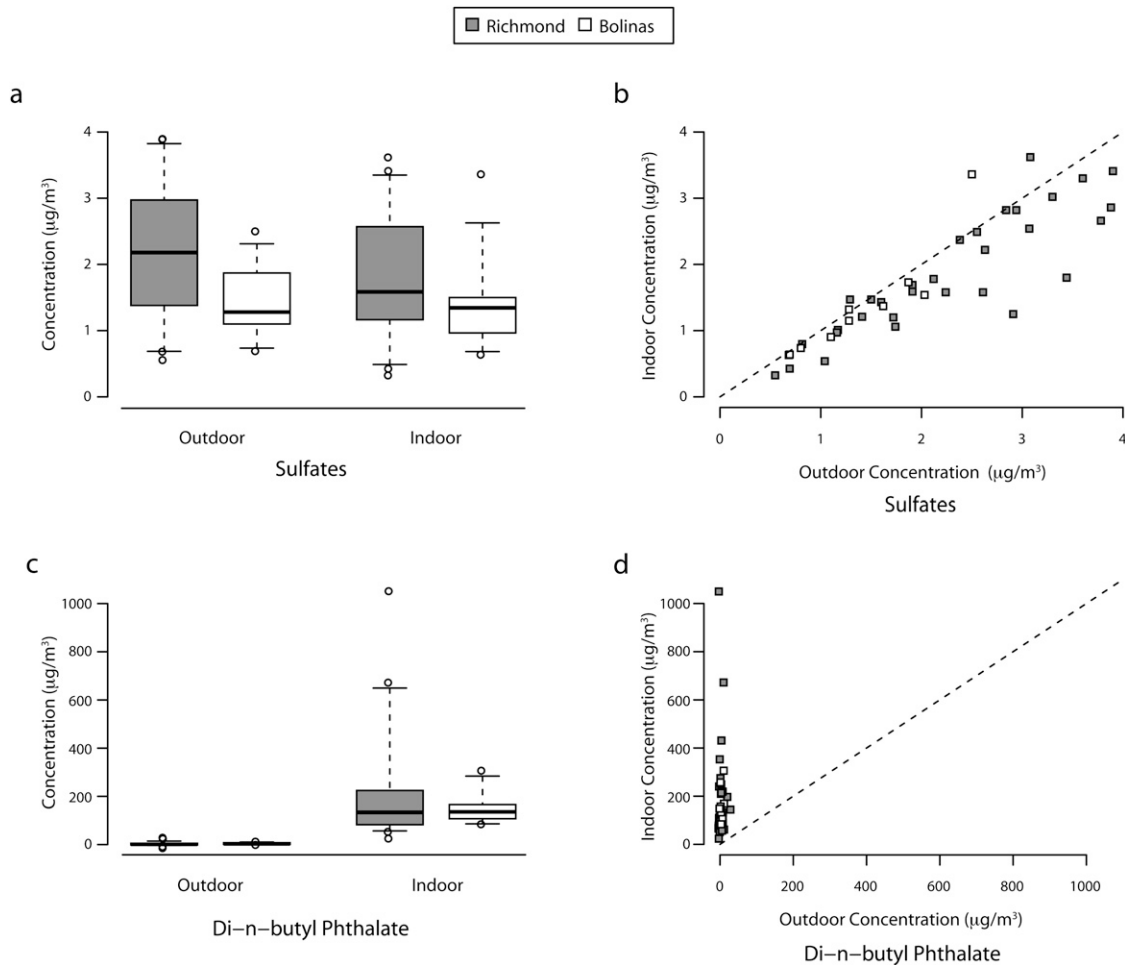 Richmond Bolinas
a
Concentration (μg/m³)
4
3
2
1
0
Outdoor Indoor
Sulfates
b
Indoor Concentration (μg/m³)
4
3
2
1
0
0 1 2 3 4
Outdoor Concentration (μg/m³)
Sulfates
c
Concentration (μg/m³)
1000
800
600
400
200
0
Outdoor Indoor
Di−n−butyl Phthalate
d
Indoor Concentration (μg/m³)
1000
800
600
400
200
0
0 200 400 600 800 1000
Outdoor Concentration (μg/m³)
Di−n−butyl Phthalate